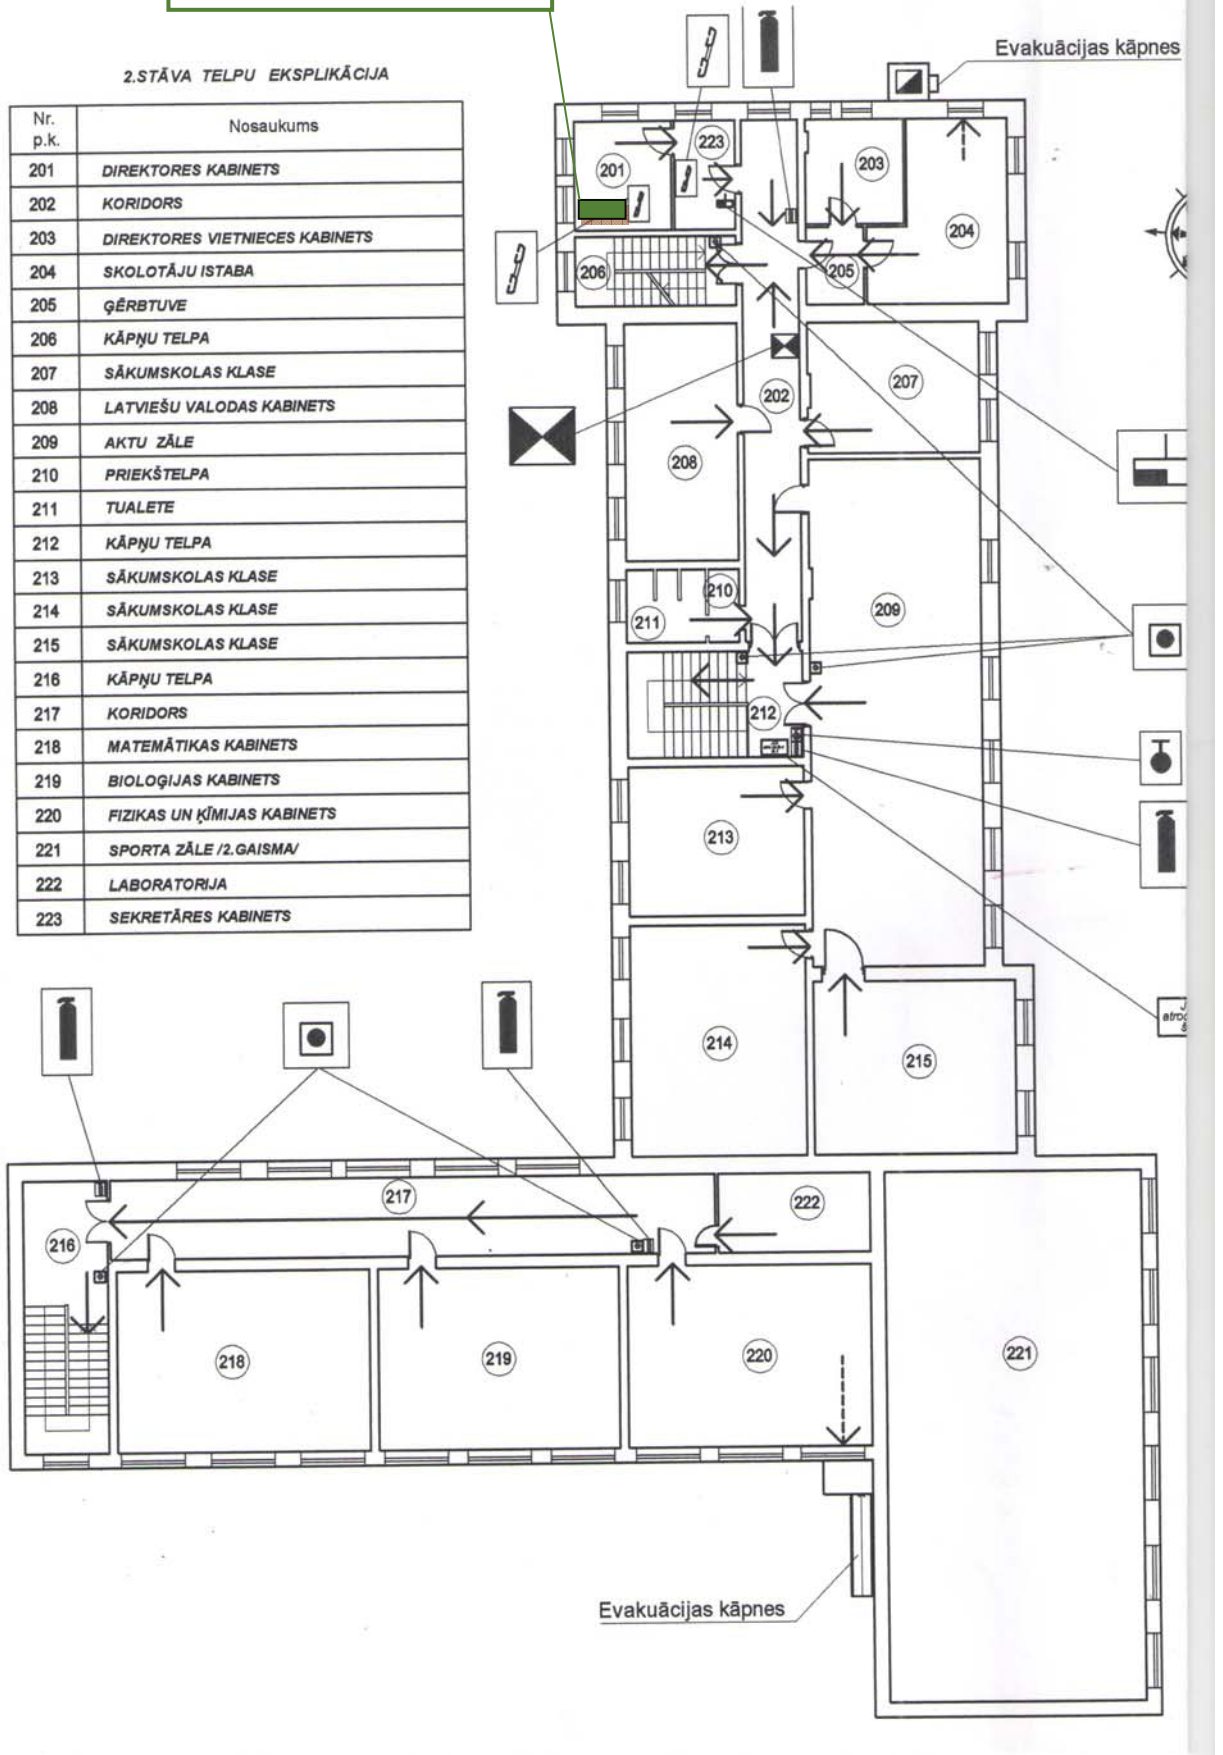 Evakuācijas kāpnes
2.STĀVA TELPU EKSPLIKĀCIJA
Nr. p.k. Nosaukums
201 DIREKTORES KABINETS
202 KORIDORS
203 DIREKTORES VIETNIECES KABINETS
204 SKOLOTĀJU ISTABA
205 ĢĒRBTUVE
206 KĀPŅU TELPA
207 SĀKUMSKOLAS KLASE
208 LATVIEŠU VALODAS KABINETS
209 AKTU ZĀLE
210 PRIEKŠTELPA
211 TUALETE
212 KĀPŅU TELPA
213 SĀKUMSKOLAS KLASE
214 SĀKUMSKOLAS KLASE
215 SĀKUMSKOLAS KLASE
216 KĀPŅU TELPA
217 KORIDORS
218 MATEMĀTIKAS KABINETS
219 BIOLOĢIJAS KABINETS
220 FIZIKAS UN ĶĪMIJAS KABINETS
221 SPORTA ZĀLE /2.GAISMA/
222 LABORATORIJA
223 SEKRETĀRES KABINETS
223
201
203
204
206
205
202
207
208
210
211
209
212
213
214
215
217
222
216
218
219
220
221
Evakuācijas kāpnes